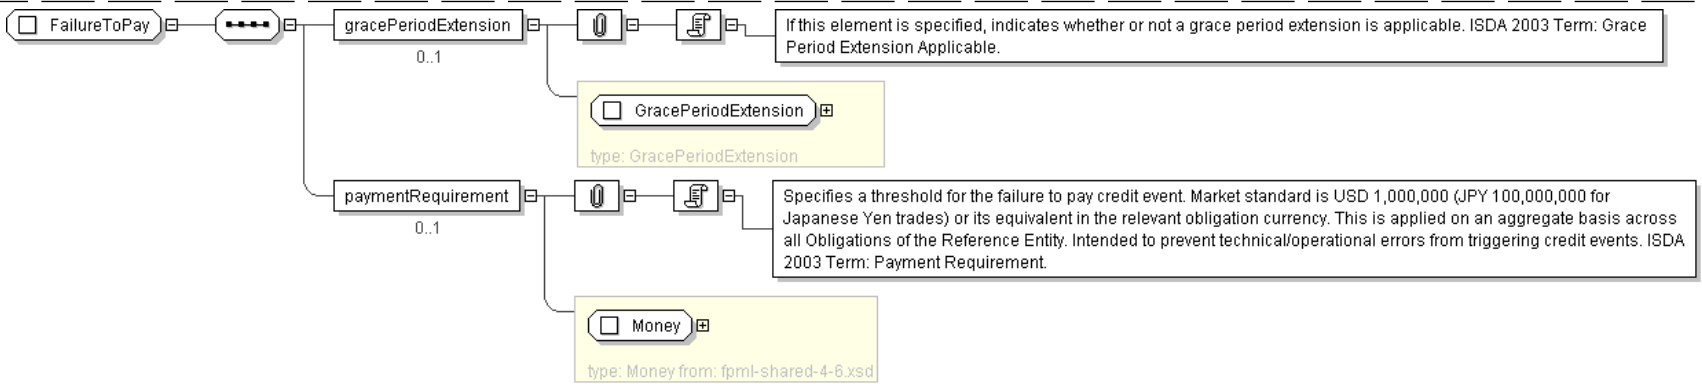 FailureToPay
gracePeriodExtension
0..1
If this element is specified, indicates whether or not a grace period extension is applicable. ISDA 2003 Term: Grace
Period Extension Applicable.
GracePeriodExtension
type: GracePeriodExtension
paymentRequirement
0..1
Specifies a threshold for the failure to pay credit event. Market standard is USD 1,000,000 (JPY 100,000,000 for
Japanese Yen trades) or its equivalent in the relevant obligation currency. This is applied on an aggregate basis across
all Obligations of the Reference Entity. Intended to prevent technical/operational errors from triggering credit events. ISDA
2003 Term: Payment Requirement.
Money
type: Money from: fpml-shared-4-6.xsd